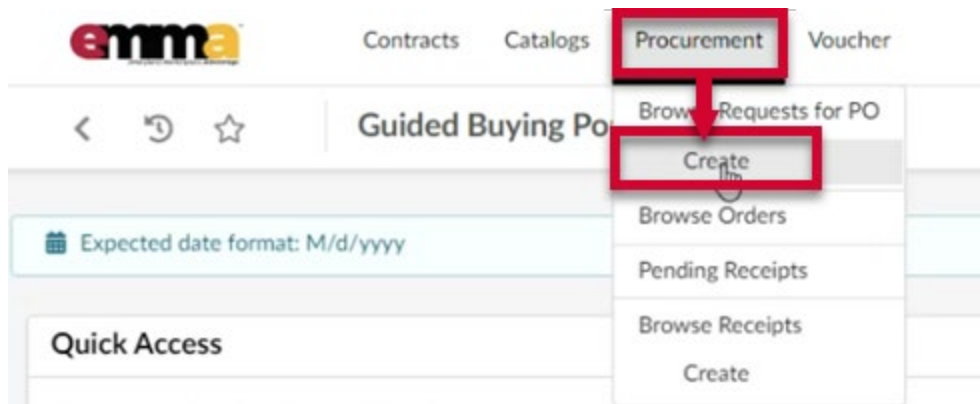 emma
Contracts Catalogs Procurement Voucher
Guided Buying Po
Browse Requests for PO
Create
Browse Orders
Expected date format: M/d/yyyy
Pending Receipts
Browse Receipts
Quick Access
Create